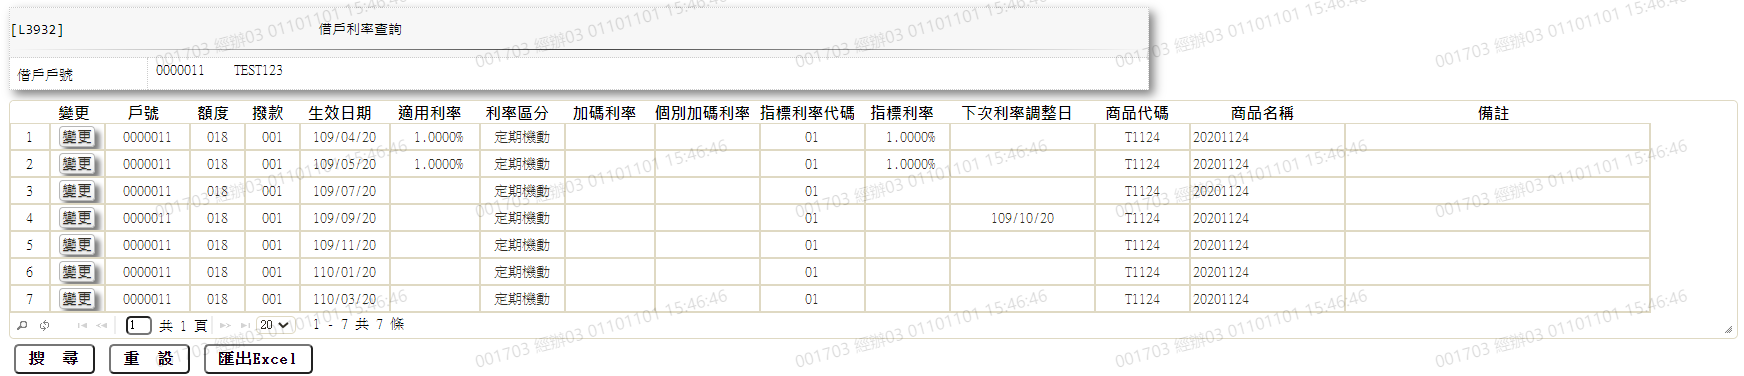 [L3932] 借戶利率查詢
借戶戶號 0000011 TEST123
變更 戶號 額度 撥款 生效日期 適用利率 利率區分 加碼利率 個別加碼利率 指標利率代碼 指標利率 下次利率調整日 商品代碼 商品名稱 備註
1 變更 0000011 018 001 109/04/20 1.0000% 定期機動 01 1.0000% T1124 20201124
2 變更 0000011 018 001 109/05/20 1.0000% 定期機動 01 1.0000% T1124 20201124
3 變更 0000011 018 001 109/07/20 定期機動 01 T1124 20201124
4 變更 0000011 018 001 109/09/20 定期機動 01 109/10/20 T1124 20201124
5 變更 0000011 018 001 109/11/20 定期機動 01 T1124 20201124
6 變更 0000011 018 001 110/01/20 定期機動 01 T1124 20201124
7 變更 0000011 018 001 110/03/20 定期機動 01 T1124 20201124
1 共 1 頁 20 1 - 7 共 7 條
搜 尋 重 設 匯出Excel
001703 經辦03 01101101 15:46:46